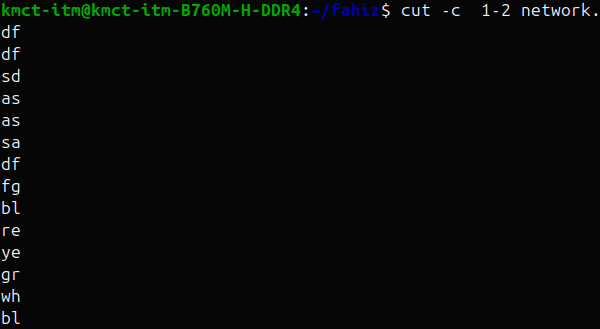 kmct-itm@kmct-itm-B760M-H-DDR4:~/fahiz$ cut -c  1-2 network.
df
df
sd
as
as
sa
df
fg
bl
re
ye
gr
wh
bl